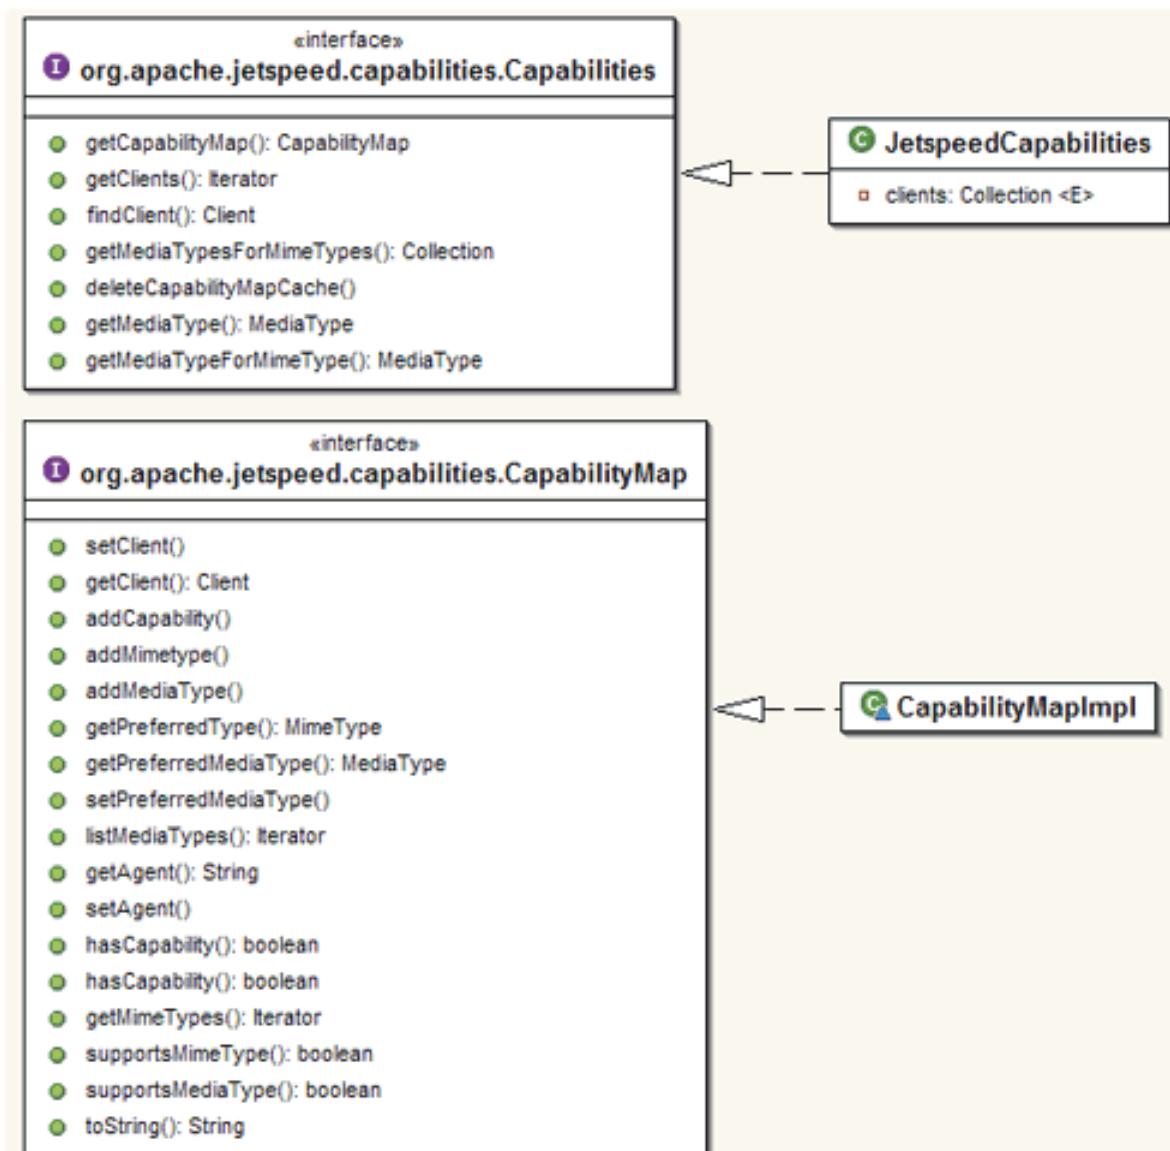 «interface»
org.apache.jetspeed.capabilities.Capabilities
getCapabilityMap(): CapabilityMap
getClients(): Iterator
findClient(): Client
getMediaTypesForMimeTypes(): Collection
deleteCapabilityMapCache()
getMediaType(): MediaType
getMediaTypeForMimeType(): MediaType
JetspeedCapabilities
clients: Collection <E>
«interface»
org.apache.jetspeed.capabilities.CapabilityMap
setClient()
getClient(): Client
addCapability()
addMimetype()
addMediaType()
getPreferredType(): MimeType
getPreferredMediaType(): MediaType
setPreferredMediaType()
listMediaTypes(): Iterator
getAgent(): String
setAgent()
hasCapability(): boolean
hasCapability(): boolean
getMimeTypes(): Iterator
supportsMimeType(): boolean
supportsMediaType(): boolean
toString(): String
CapabilityMapImpl